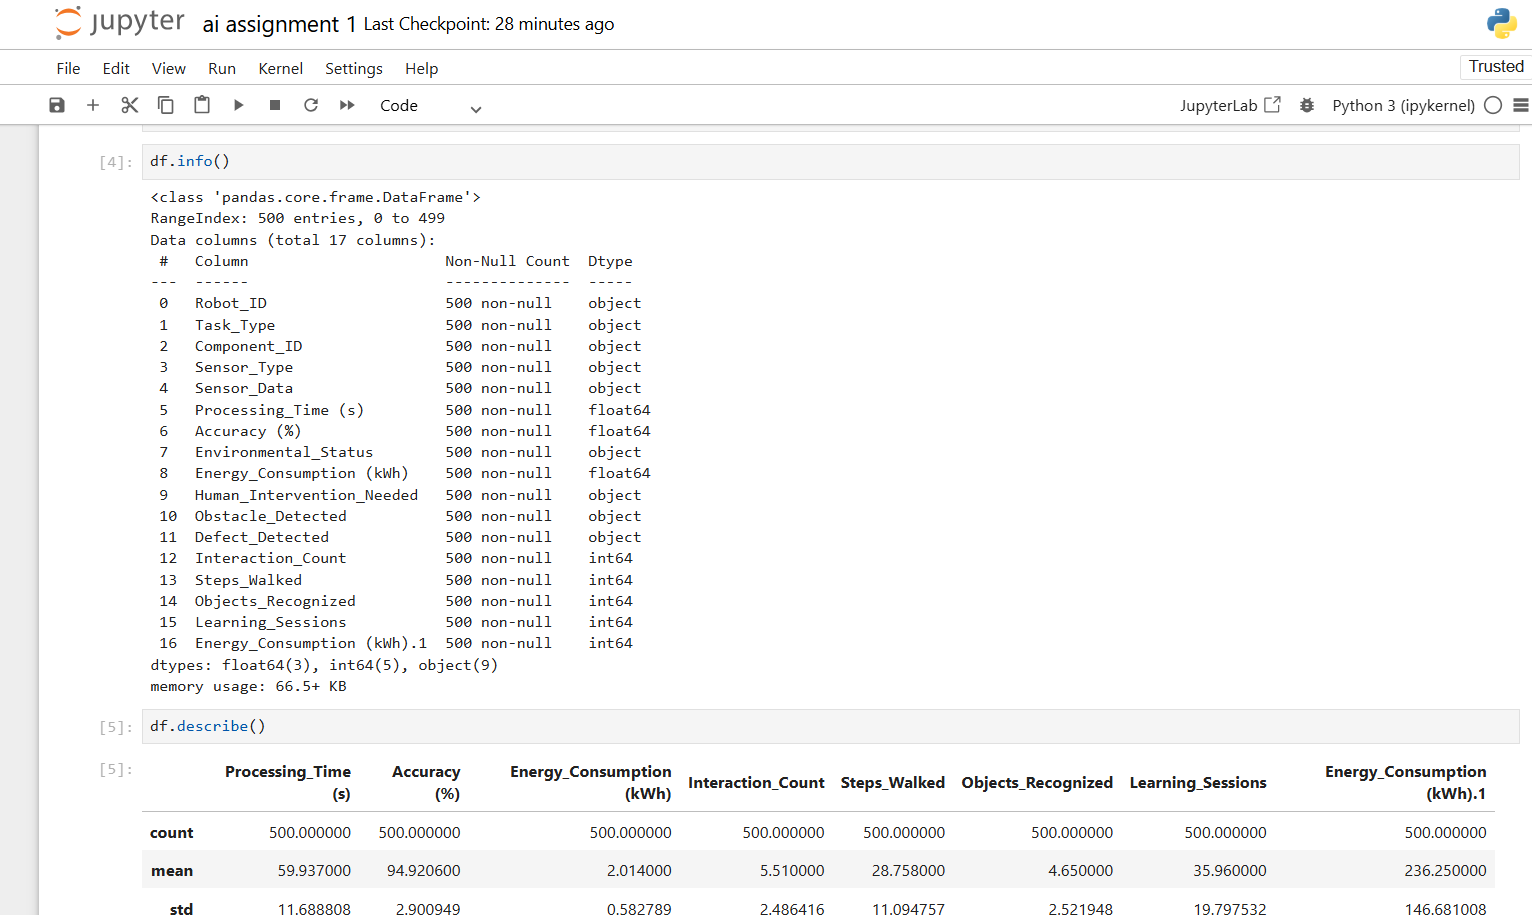 jupyter ai assignment 1 Last Checkpoint: 28 minutes ago
File Edit View Run Kernel Settings Help Trusted
Code JupyterLab Python 3 (ipykernel)
[4]: df.info()
<class 'pandas.core.frame.DataFrame'>
RangeIndex: 500 entries, 0 to 499
Data columns (total 17 columns):
# Column Non-Null Count Dtype
--- ------ -------------- -----
0 Robot_ID 500 non-null object
1 Task_Type 500 non-null object
2 Component_ID 500 non-null object
3 Sensor_Type 500 non-null object
4 Sensor_Data 500 non-null object
5 Processing_Time (s) 500 non-null float64
6 Accuracy (%) 500 non-null float64
7 Environmental_Status 500 non-null object
8 Energy_Consumption (kWh) 500 non-null float64
9 Human_Intervention_Needed 500 non-null object
10 Obstacle_Detected 500 non-null object
11 Defect_Detected 500 non-null object
12 Interaction_Count 500 non-null int64
13 Steps_Walked 500 non-null int64
14 Objects_Recognized 500 non-null int64
15 Learning_Sessions 500 non-null int64
16 Energy_Consumption (kWh).1 500 non-null int64
dtypes: float64(3), int64(5), object(9)
memory usage: 66.5+ KB
[5]: df.describe()
[5]:
Processing_Time Accuracy Energy_Consumption Interaction_Count Steps_Walked Objects_Recognized Learning_Sessions Energy_Consumption
(s) (%) (kWh) (kWh).1
count 500.000000 500.000000 500.000000 500.000000 500.000000 500.000000 500.000000 500.000000
mean 59.937000 94.920600 2.014000 5.510000 28.758000 4.650000 35.960000 236.250000
std 11.688808 2.900949 0.582789 2.486416 11.094757 2.521948 19.797532 146.681008